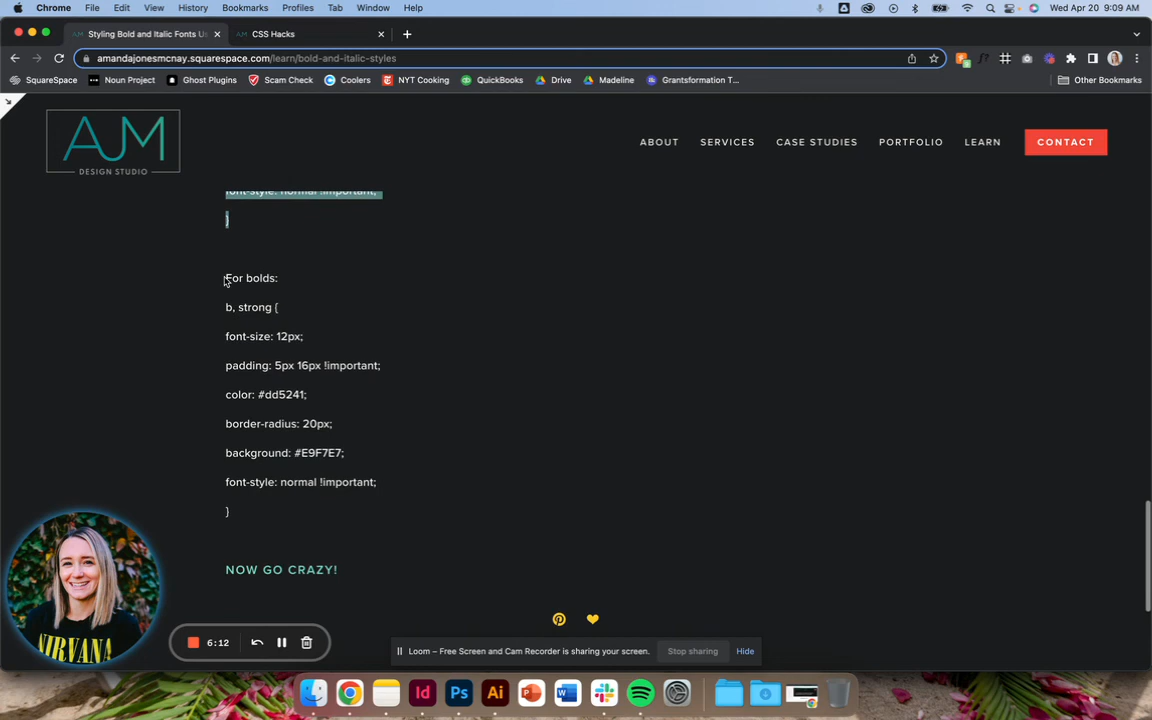 Chrome File Edit View History Bookmarks Profiles Tab Window Help Wed Apr 20 9:09 AM
Styling Bold and Italic Fonts Us CSS Hacks
amandajonesmcnay.squarespace.com/learn/bold-and-italic-styles
SquareSpace Noun Project Ghost Plugins Scam Check Coolers NYT Cooking QuickBooks Drive Madeline Grantsformation T... Other Bookmarks
AJM
DESIGN STUDIO
ABOUT SERVICES CASE STUDIES PORTFOLIO LEARN CONTACT
font-style: normal !important;
}
For bolds:
b, strong {
font-size: 12px;
padding: 5px 16px !important;
color: #dd5241;
border-radius: 20px;
background: #E9F7E7;
font-style: normal !important;
}
NOW GO CRAZY!
NIRVANA
6:12
Loom – Free Screen and Cam Recorder is sharing your screen. Stop sharing Hide
Id Ps Ai P W